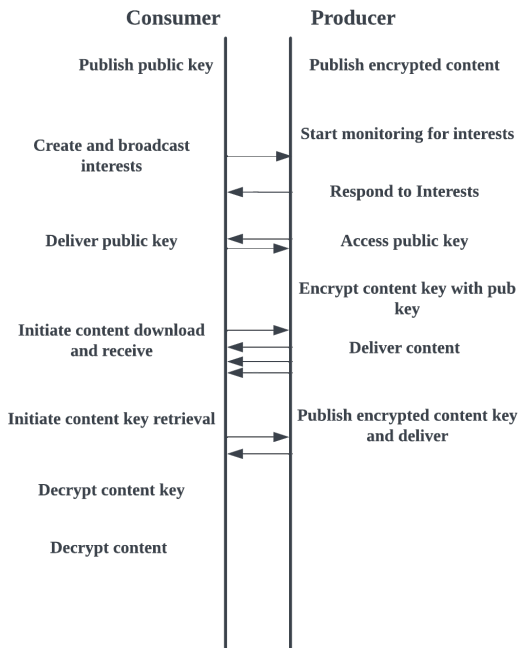 Consumer
Producer
Publish public key
Publish encrypted content
Start monitoring for interests
Create and broadcast
interests
Respond to Interests
Deliver public key
Access public key
Encrypt content key with pub
key
Initiate content download
and receive
Deliver content
Initiate content key retrieval
Publish encrypted content key
and deliver
Decrypt content key
Decrypt content